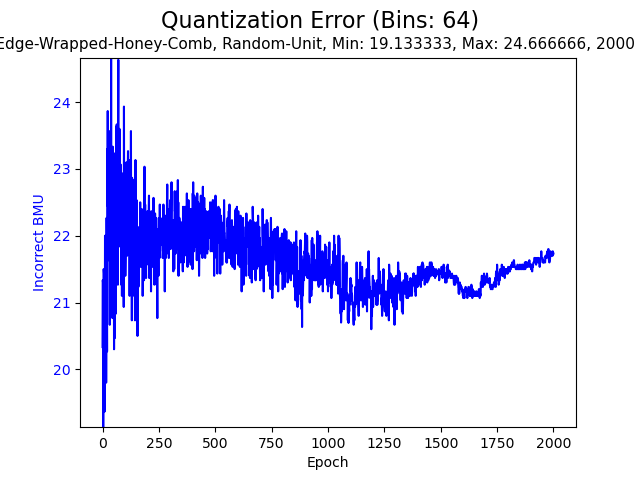 Quantization Error (Bins: 64)
Edge-Wrapped-Honey-Comb, Random-Unit, Min: 19.133333, Max: 24.666666, 2000
24
23
22
21
20
Incorrect BMU
0 250 500 750 1000 1250 1500 1750 2000
Epoch